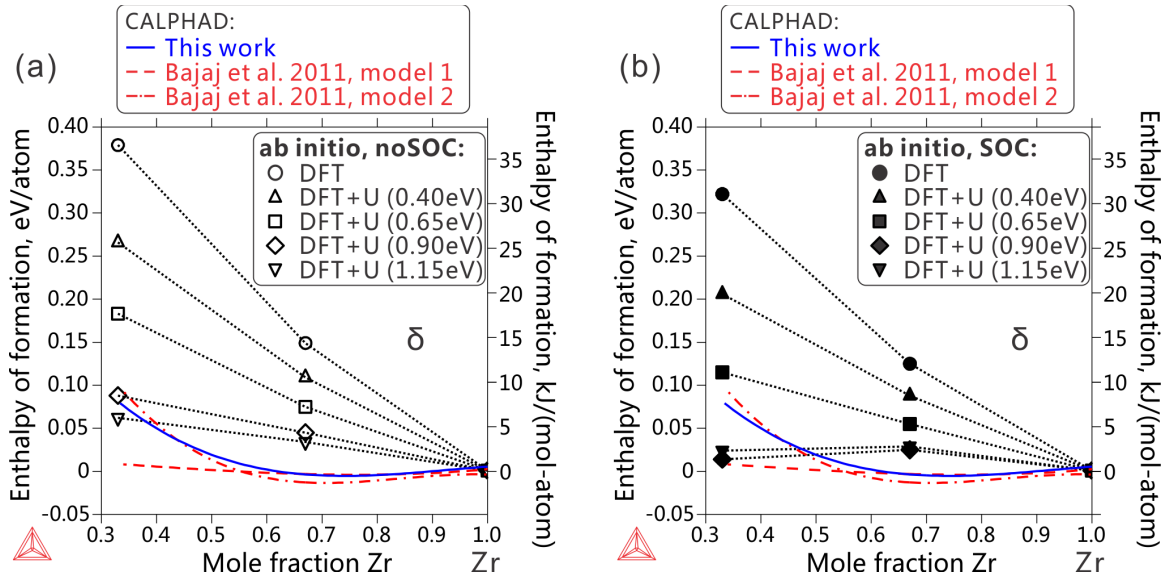 (a)
CALPHAD:
This work
Bajaj et al. 2011, model 1
Bajaj et al. 2011, model 2
Enthalpy of formation, eV/atom
0.40
0.35
0.30
0.25
0.20
0.15
0.10
0.05
0
-0.05
ab initio, noSOC:
DFT
DFT+U (0.40eV)
DFT+U (0.65eV)
DFT+U (0.90eV)
DFT+U (1.15eV)
δ
35
30
25
20
15
10
5
0
Enthalpy of formation, kJ/(mol-atom)
0.3 0.4 0.5 0.6 0.7 0.8 0.9 1.0
Mole fraction Zr
Zr
(b)
CALPHAD:
This work
Bajaj et al. 2011, model 1
Bajaj et al. 2011, model 2
Enthalpy of formation, eV/atom
0.40
0.35
0.30
0.25
0.20
0.15
0.10
0.05
0
-0.05
ab initio, SOC:
DFT
DFT+U (0.40eV)
DFT+U (0.65eV)
DFT+U (0.90eV)
DFT+U (1.15eV)
δ
35
30
25
20
15
10
5
0
Enthalpy of formation, kJ/(mol-atom)
0.3 0.4 0.5 0.6 0.7 0.8 0.9 1.0
Mole fraction Zr
Zr